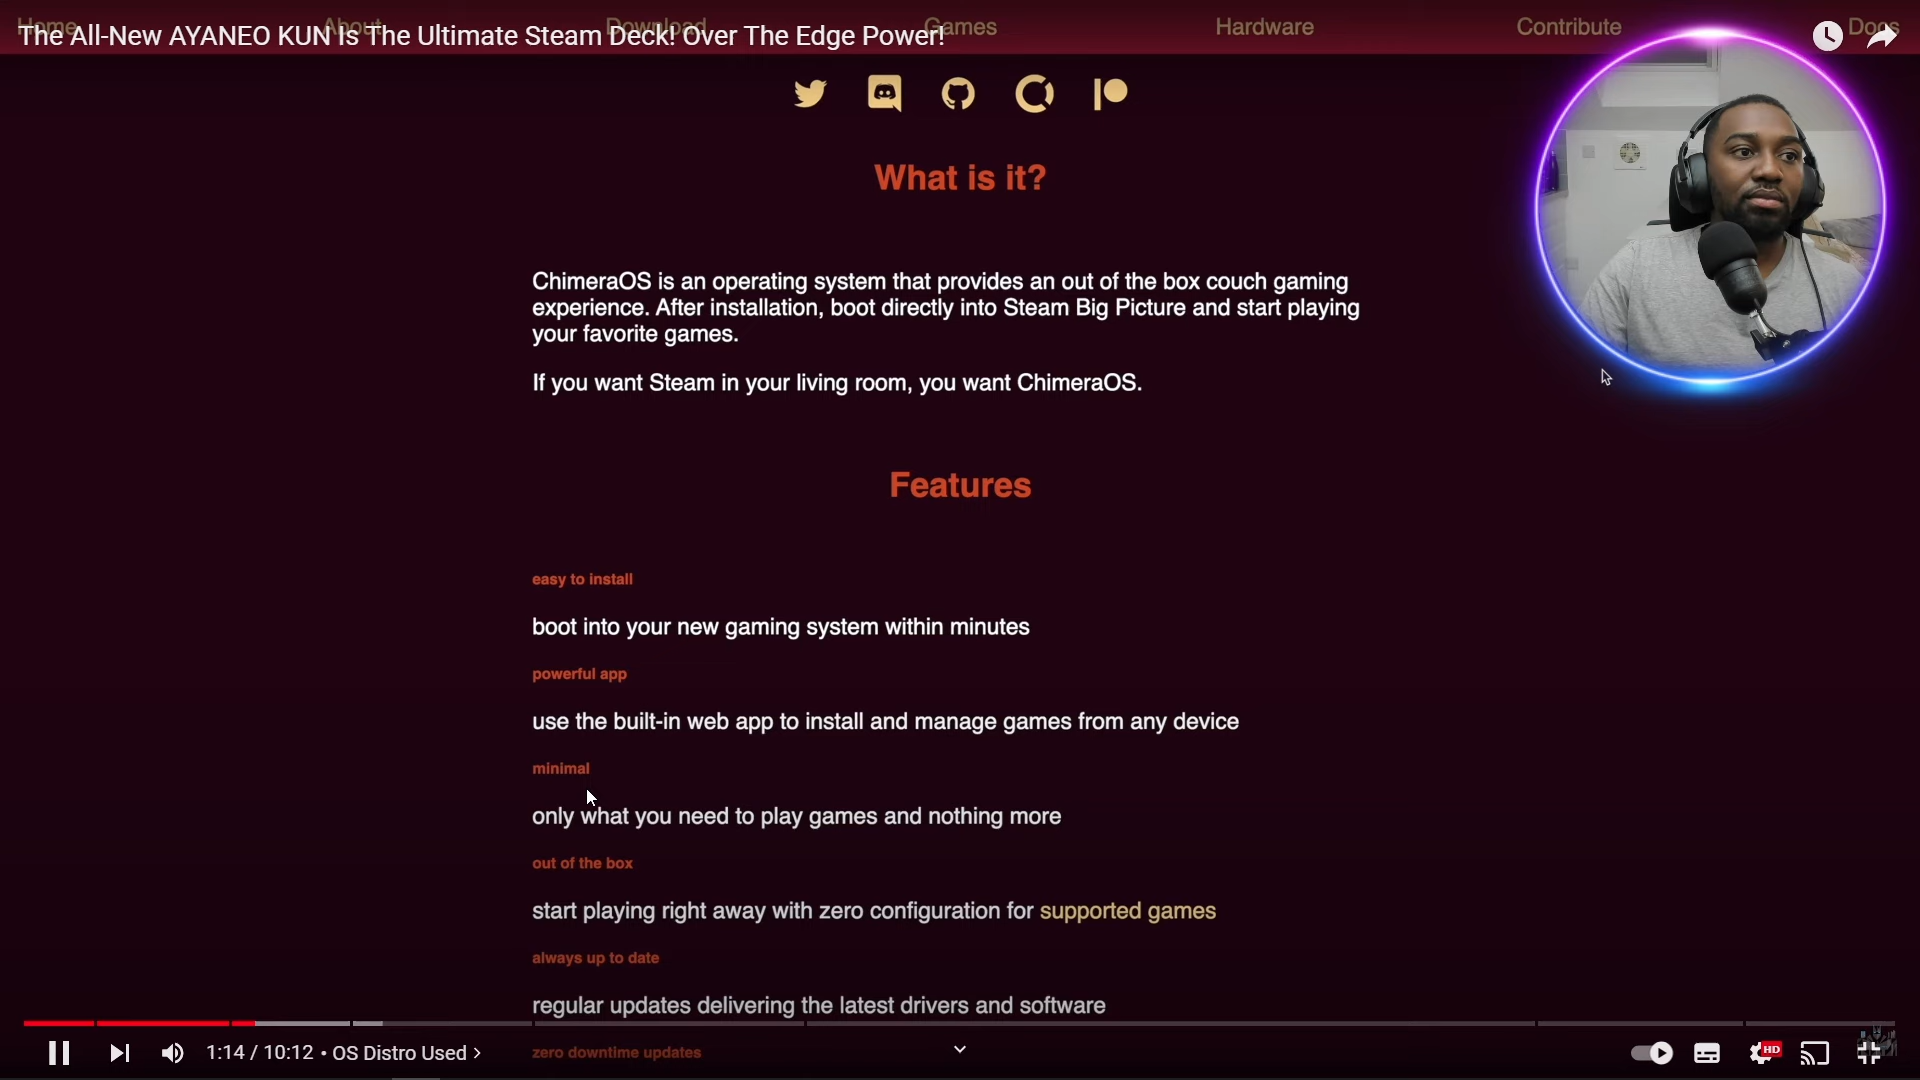 Home About Download Games Hardware Contribute Docs
The All-New AYANEO KUN Is The Ultimate Steam Deck! Over The Edge Power!
What is it?
ChimeraOS is an operating system that provides an out of the box couch gaming
experience. After installation, boot directly into Steam Big Picture and start playing
your favorite games.
If you want Steam in your living room, you want ChimeraOS.
Features
easy to install
boot into your new gaming system within minutes
powerful app
use the built-in web app to install and manage games from any device
minimal
only what you need to play games and nothing more
out of the box
start playing right away with zero configuration for supported games
always up to date
regular updates delivering the latest drivers and software
zero downtime updates
1:14 / 10:12 • OS Distro Used >
HD